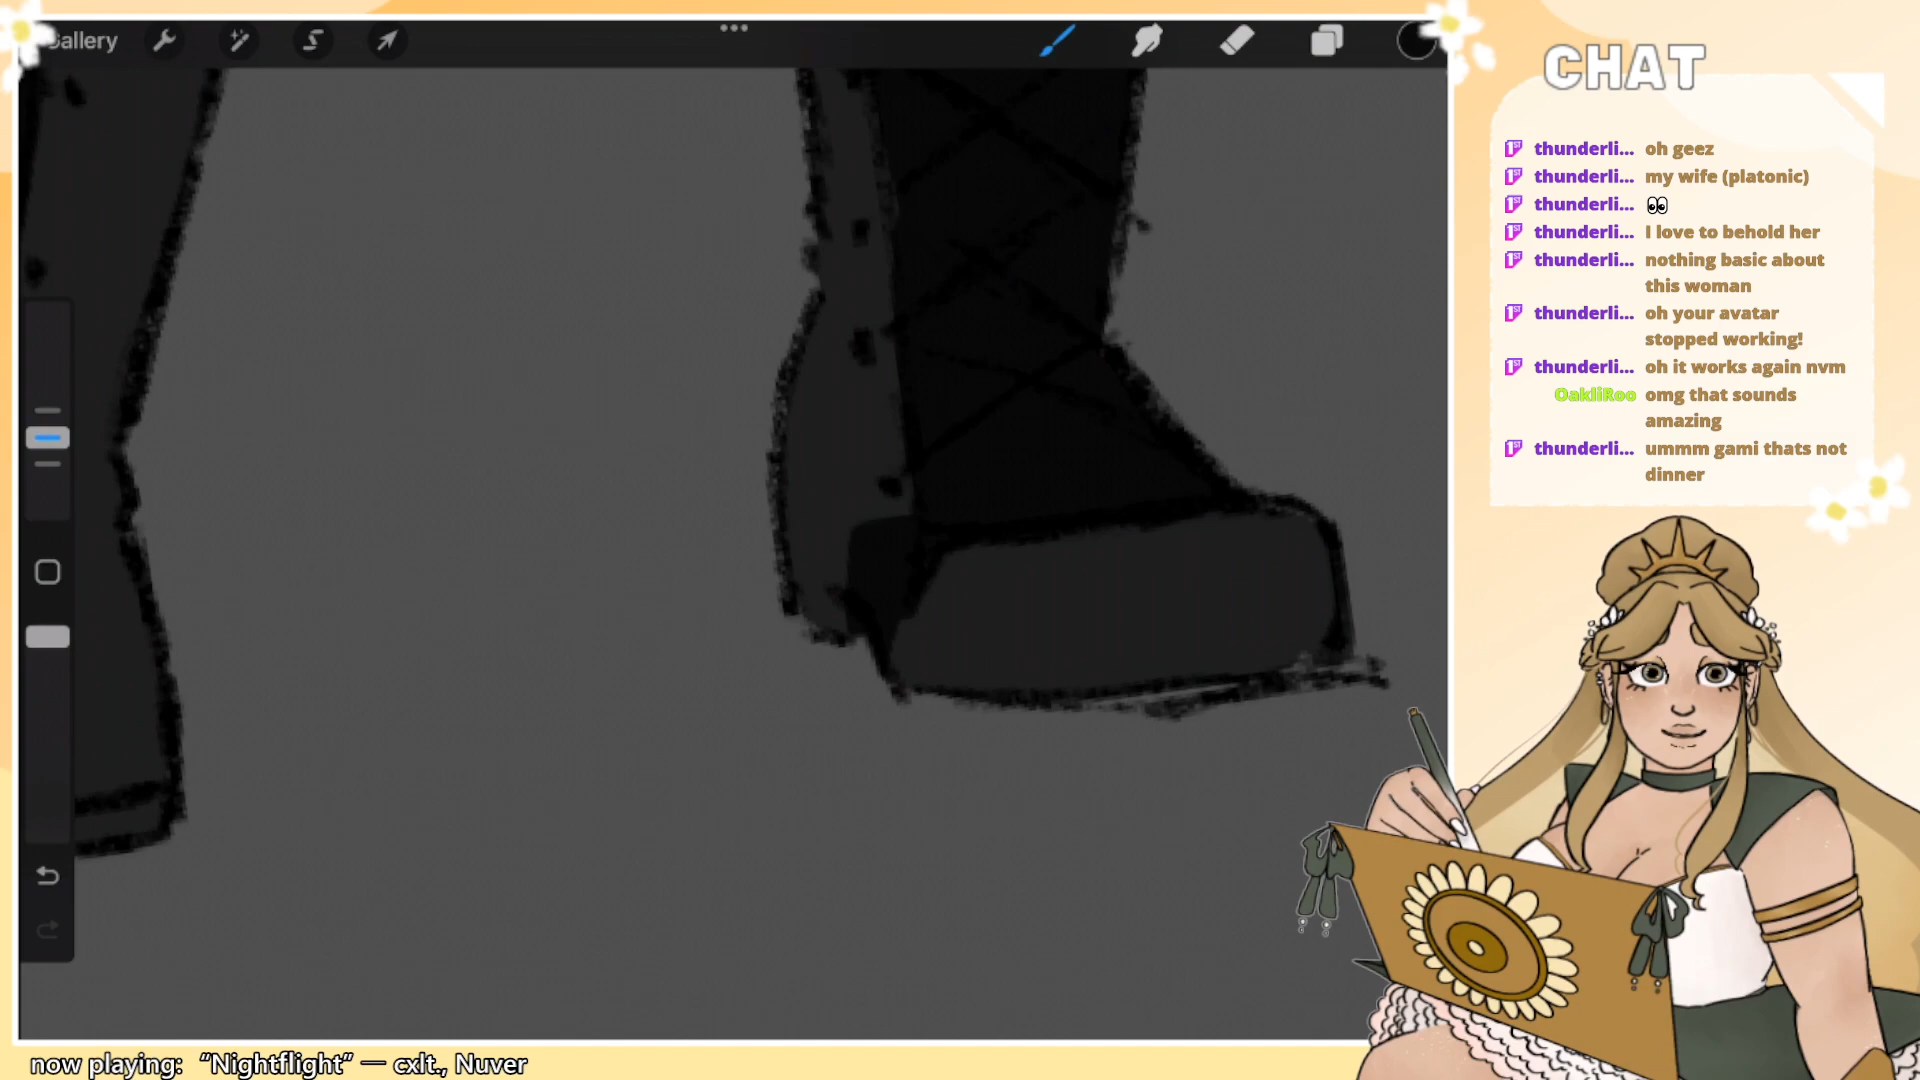 Gallery
CHAT
thunderli... oh geez
thunderli... my wife (platonic)
thunderli... 👀
thunderli... I love to behold her
thunderli... nothing basic about
this woman
thunderli... oh your avatar
stopped working!
thunderli... oh it works again nvm
OakliRoo omg that sounds
amazing
thunderli... ummm gami thats not
dinner
now playing: “Nightflight” — cxlt., Nuver